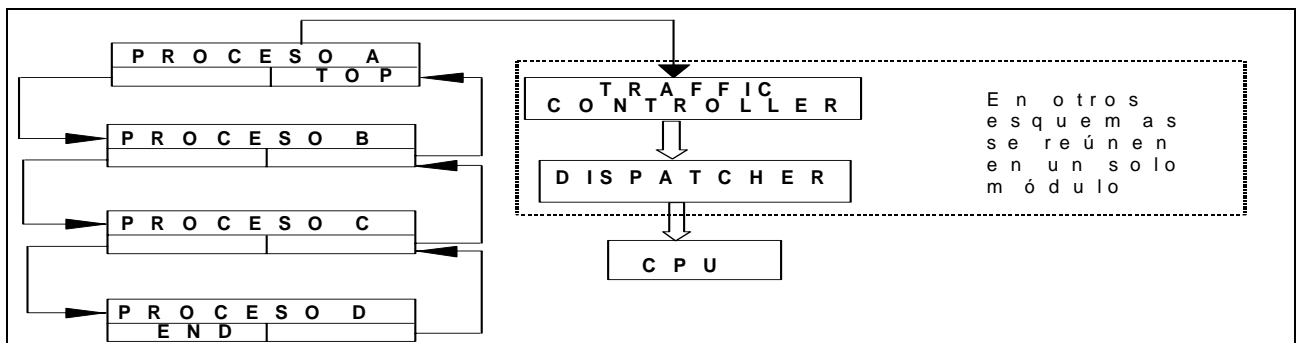 PROCESO A
TOP
PROCESO B
PROCESO C
PROCESO D
END
TRAFFIC
CONTROLLER
DISPATCHER
CPU
En otros
esquemas
se reúnen
en un solo
módulo